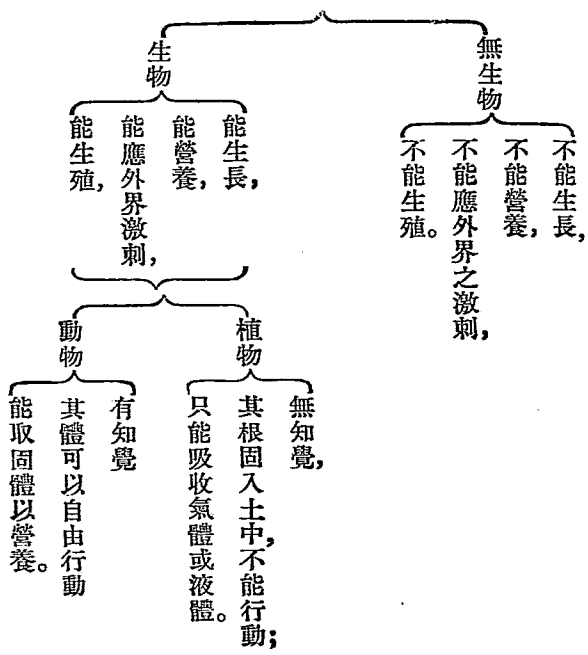 無生物
不能生長，
不能營養，
不能應外界之激刺，
不能生殖。
生物
能生長，
能營養，
能應外界激刺，
能生殖，
植物
無知覺，
其根固入土中，不能行動；
只能吸收氣體或液體。
動物
有知覺
其體可以自由行動
能取固體以營養。